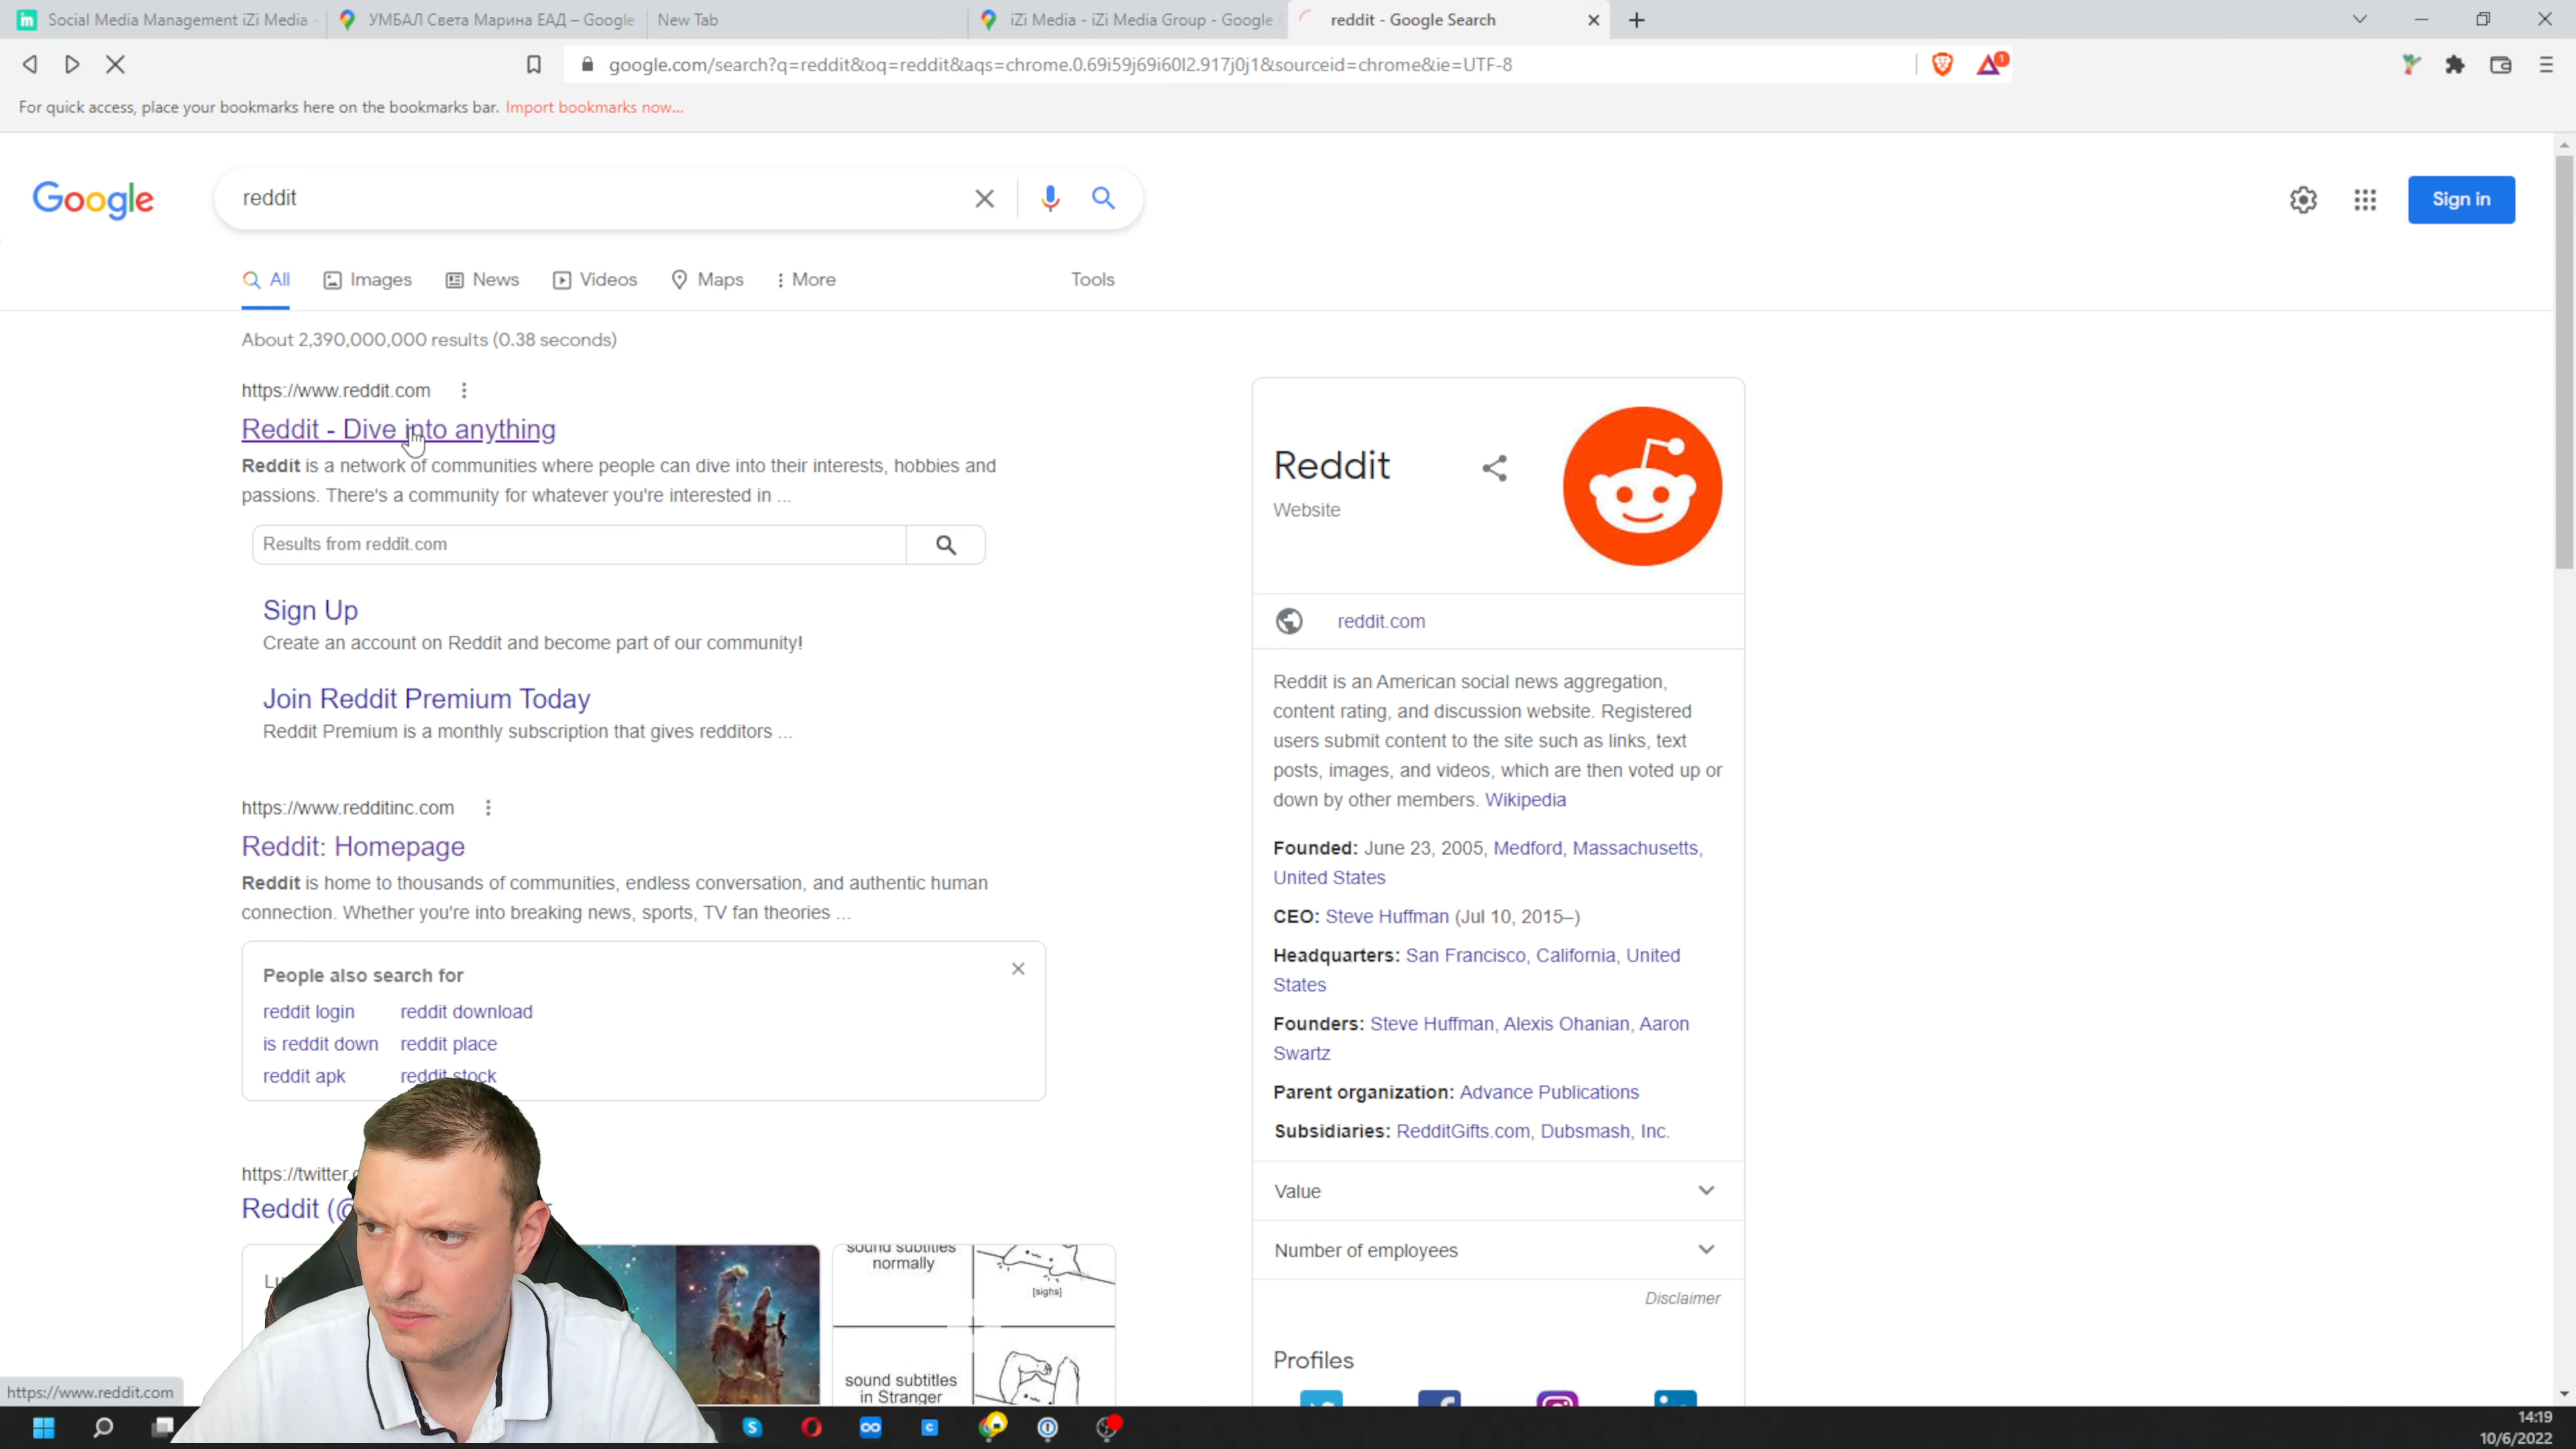 Social Media Management iZi Media -
УМБАЛ Света Марина ЕАД – Google
New Tab
iZi Media - iZi Media Group - Google
reddit - Google Search
google.com/search?q=reddit&oq=reddit&aqs=chrome.0.69i59j69i60l2.917j0j1&sourceid=chrome&ie=UTF-8
1
For quick access, place your bookmarks here on the bookmarks bar. Import bookmarks now...
Google
reddit
Sign in
All
Images
News
Videos
Maps
More
Tools
About 2,390,000,000 results (0.38 seconds)
https://www.reddit.com
Reddit - Dive into anything
Reddit is a network of communities where people can dive into their interests, hobbies and
passions. There's a community for whatever you're interested in ...
Results from reddit.com
Sign Up
Create an account on Reddit and become part of our community!
Join Reddit Premium Today
Reddit Premium is a monthly subscription that gives redditors ...
https://www.redditinc.com
Reddit: Homepage
Reddit is home to thousands of communities, endless conversation, and authentic human
connection. Whether you're into breaking news, sports, TV fan theories ...
People also search for
reddit login
reddit download
is reddit down
reddit place
reddit apk
reddit stock
https://twitter.
Reddit (@
sound subtitles
normally
[sighs]
sound subtitles
in Stranger
Reddit
Website
reddit.com
Reddit is an American social news aggregation,
content rating, and discussion website. Registered
users submit content to the site such as links, text
posts, images, and videos, which are then voted up or
down by other members. Wikipedia
Founded: June 23, 2005, Medford, Massachusetts,
United States
CEO: Steve Huffman (Jul 10, 2015–)
Headquarters: San Francisco, California, United
States
Founders: Steve Huffman, Alexis Ohanian, Aaron
Swartz
Parent organization: Advance Publications
Subsidiaries: RedditGifts.com, Dubsmash, Inc.
Value
Number of employees
Disclaimer
Profiles
https://www.reddit.com
14:19
10/6/2022